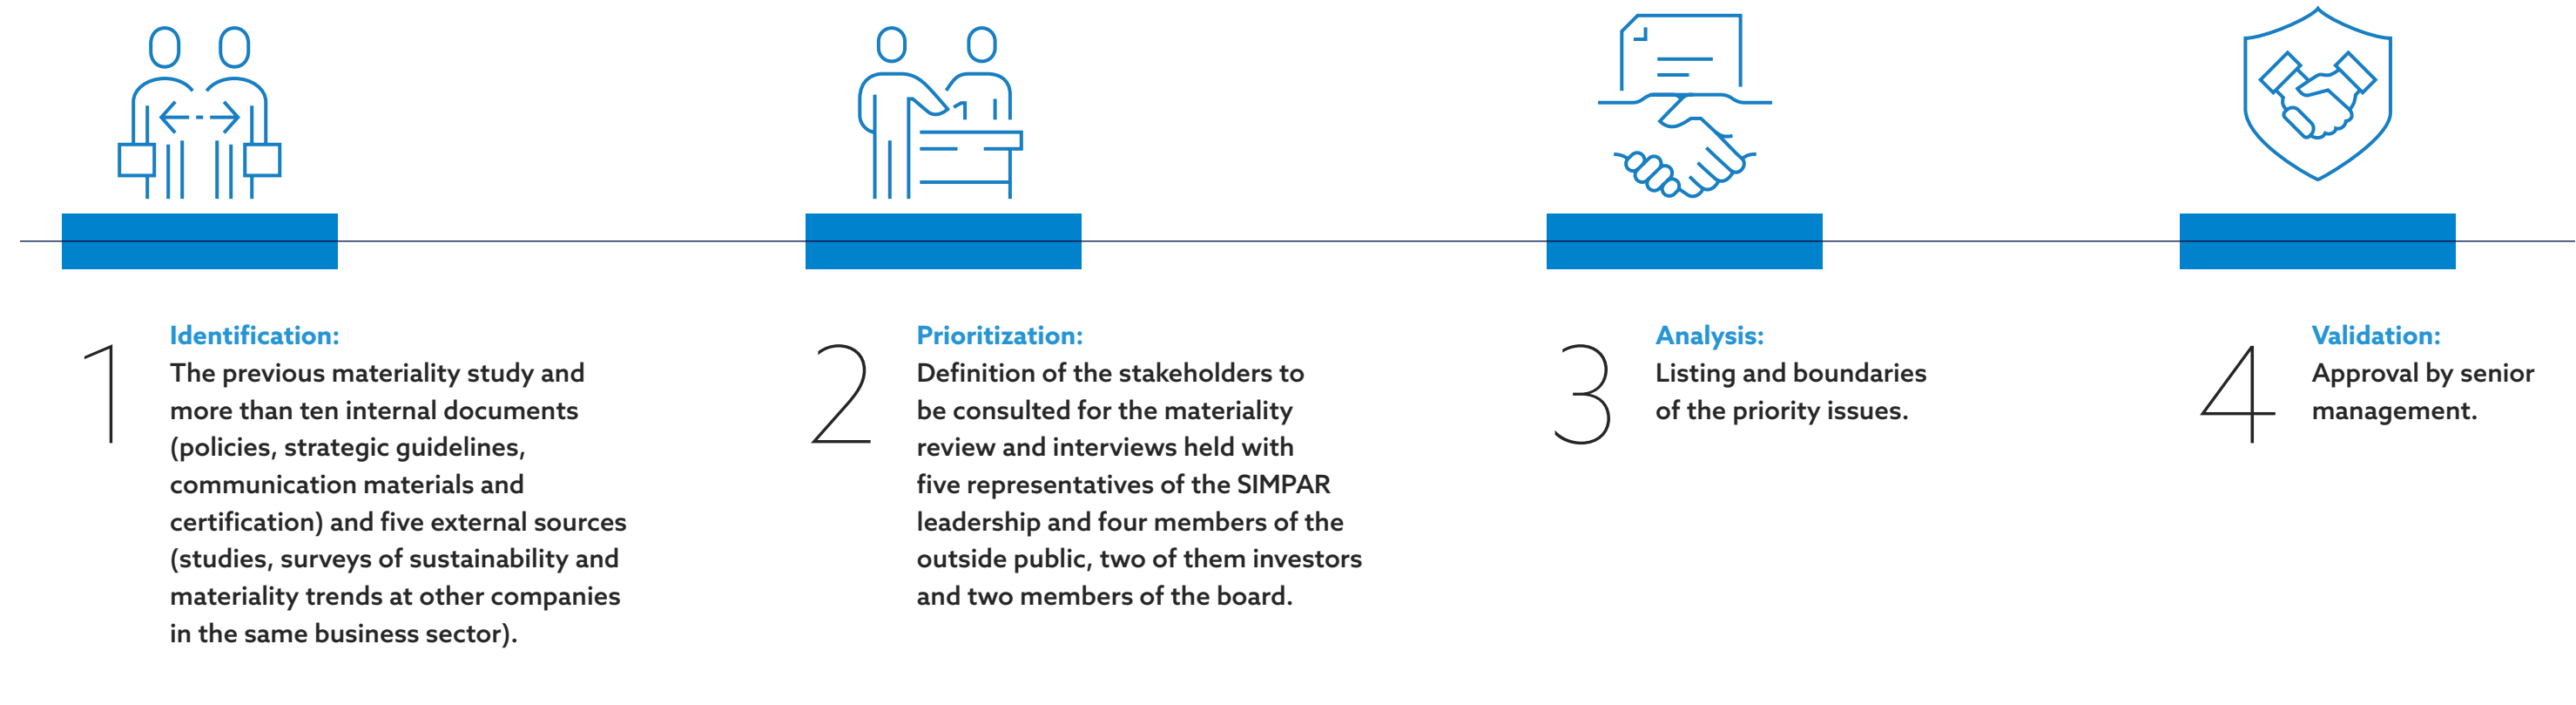 1
Identification:
The previous materiality study and
more than ten internal documents
(policies, strategic guidelines,
communication materials and
certification) and five external sources
(studies, surveys of sustainability and
materiality trends at other companies
in the same business sector).
2
Prioritization:
Definition of the stakeholders to
be consulted for the materiality
review and interviews held with
five representatives of the SIMPAR
leadership and four members of the
outside public, two of them investors
and two members of the board.
3
Analysis:
Listing and boundaries
of the priority issues.
4
Validation:
Approval by senior
management.